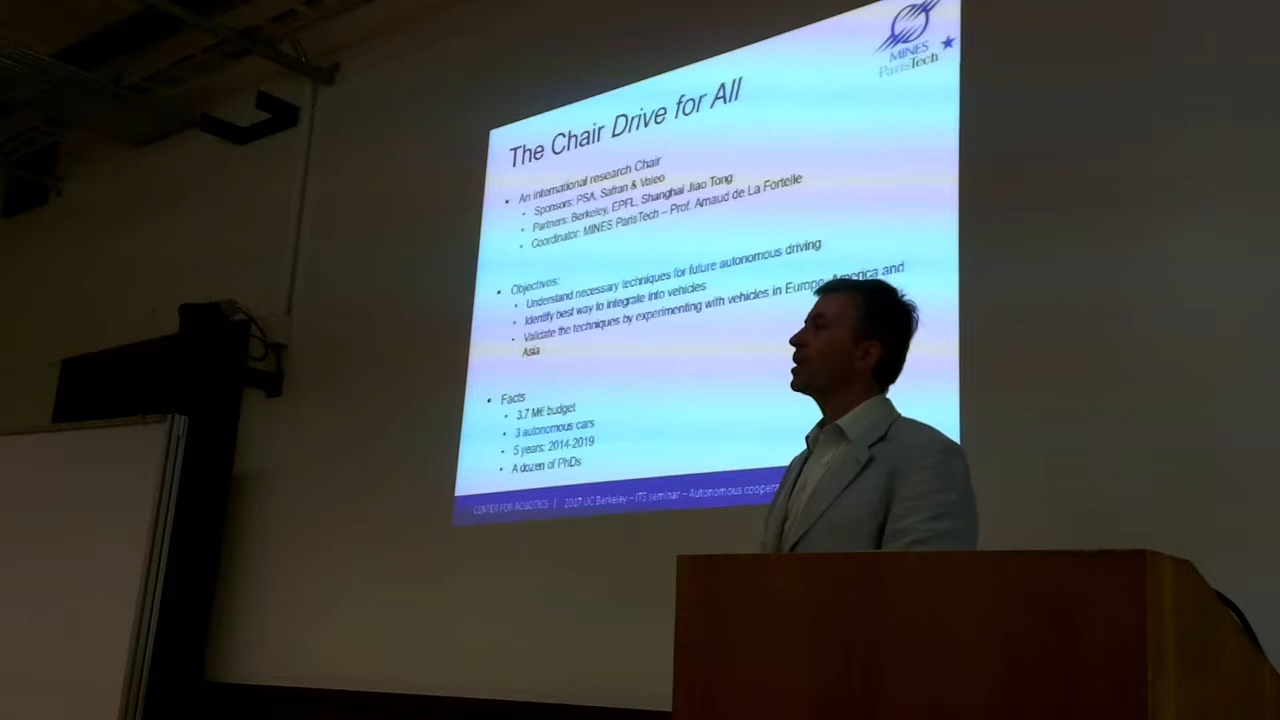 MINES
ParisTech
The Chair Drive for All
• An international research Chair
• Sponsors: PSA, Safran & Valeo
• Partners: Berkeley, EPFL, Shanghai Jiao Tong
• Coordinator: MINES ParisTech – Prof. Arnaud de La Fortelle
• Objectives:
• Understand necessary techniques for future autonomous driving
• Identify best way to integrate into vehicles
• Validate the techniques by experimenting with vehicles in Europe, America and
Asia
• Facts
• 3.7 M€ budget
• 3 autonomous cars
• 5 years: 2014-2019
• A dozen of PhDs
CENTER FOR ROBOTICS | 2017 UC Berkeley – ITS seminar – Autonomous coopera